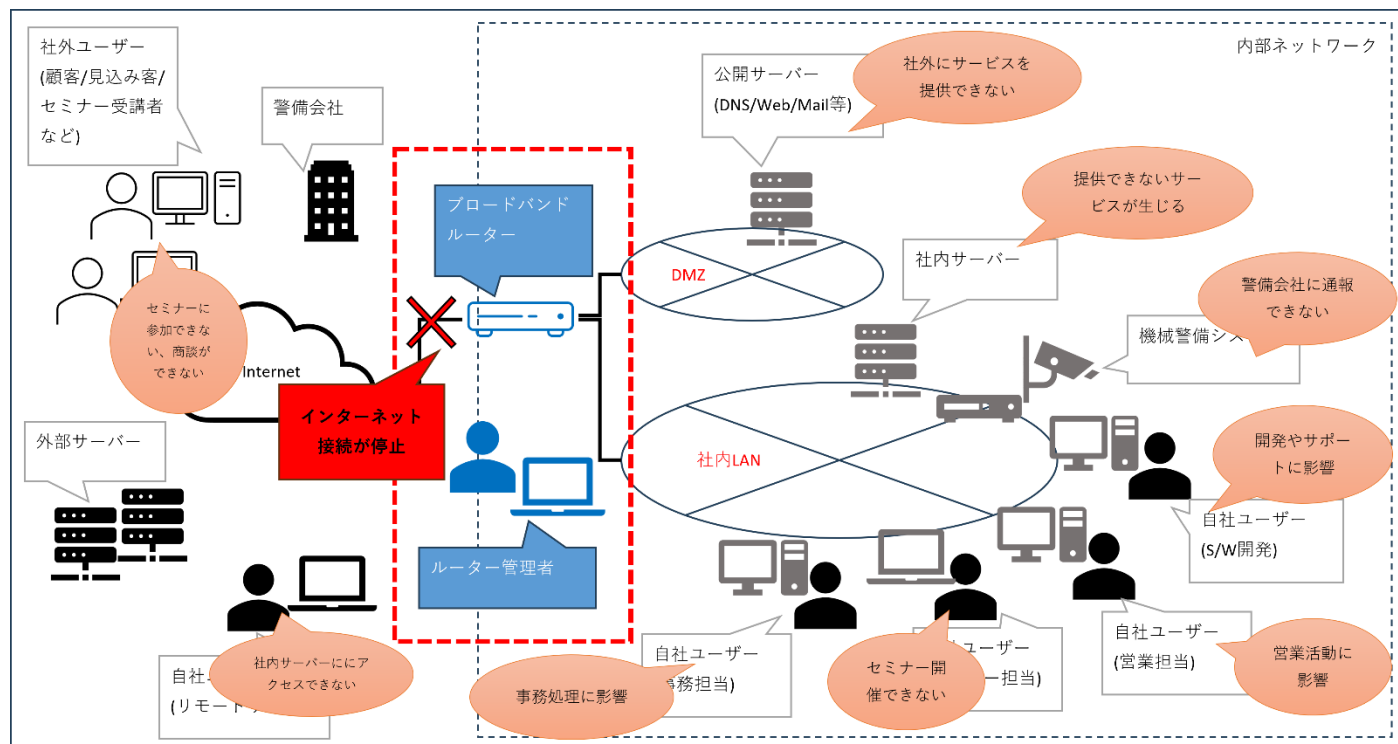 社外ユーザー
(顧客/見込み客/
セミナー受講者
など)
警備会社
内部ネットワーク
公開サーバー
(DNS/Web/Mail等)
社外にサービスを
提供できない
ブロードバンド
ルーター
提供できないサー
ビスが生じる
社内サーバー
DMZ
警備会社に通報
できない
機械警備シス
セミナーに
参加できな
い、商談が
できない
Internet
インターネット
接続が停止
外部サーバー
社内LAN
開発やサポー
トに影響
自社ユーザー
(S/W開発)
ルーター管理者
自社ユ
(リモート
社内サーバーににア
クセスできない
事務処理に影響
自社ユーザー
事務担当)
セミナー開
催できない
ユーザー
ー担当)
自社ユーザー
(営業担当)
営業活動に
影響